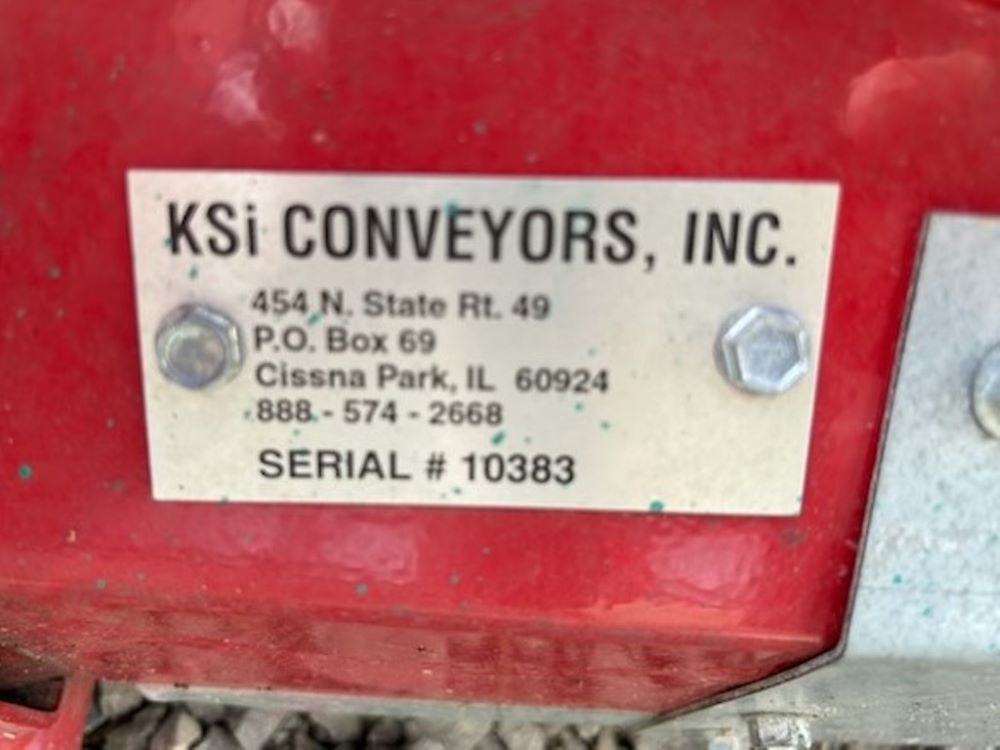 KSi CONVEYORS, INC.
454 N. State Rt. 49
P.O. Box 69
Cissna Park, IL 60924
888 - 574 - 2668
SERIAL # 10383